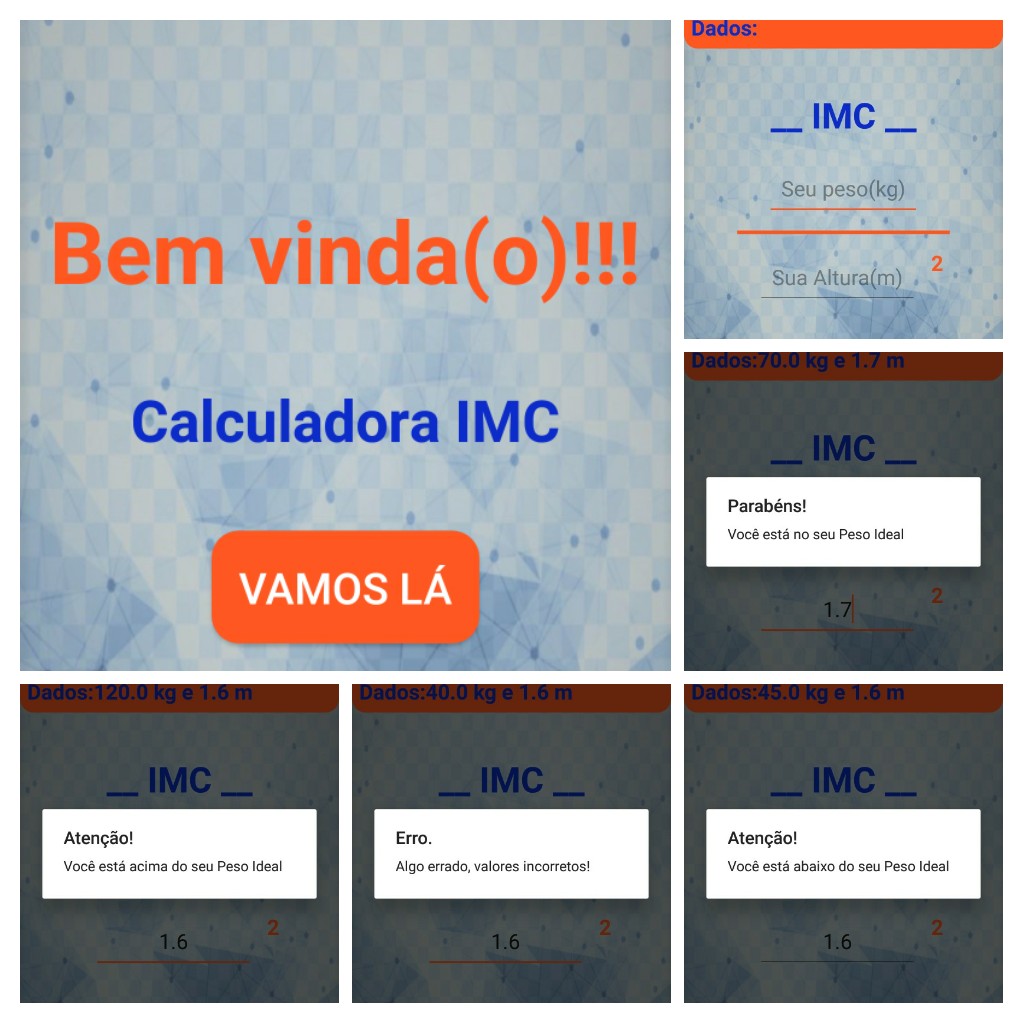 Bem vinda(o)!!!
Calculadora IMC
VAMOS LÁ
Dados:
__ IMC __
Seu peso(kg)
2
Sua Altura(m)
Dados:70.0 kg e 1.7 m
__ IMC __
Parabéns!
Você está no seu Peso Ideal
2
1.7
Dados:120.0 kg e 1.6 m
__ IMC __
Atenção!
Você está acima do seu Peso Ideal
2
1.6
Dados:40.0 kg e 1.6 m
__ IMC __
Erro.
Algo errado, valores incorretos!
2
1.6
Dados:45.0 kg e 1.6 m
__ IMC __
Atenção!
Você está abaixo do seu Peso Ideal
2
1.6